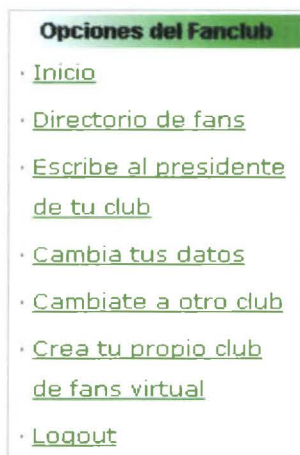 Opciones del Fanclub
· Inicio
· Directorio de fans
· Escribe al presidente
de tu club
· Cambia tus datos
· Cambiate a otro club
· Crea tu propio club
de fans virtual
· Logout